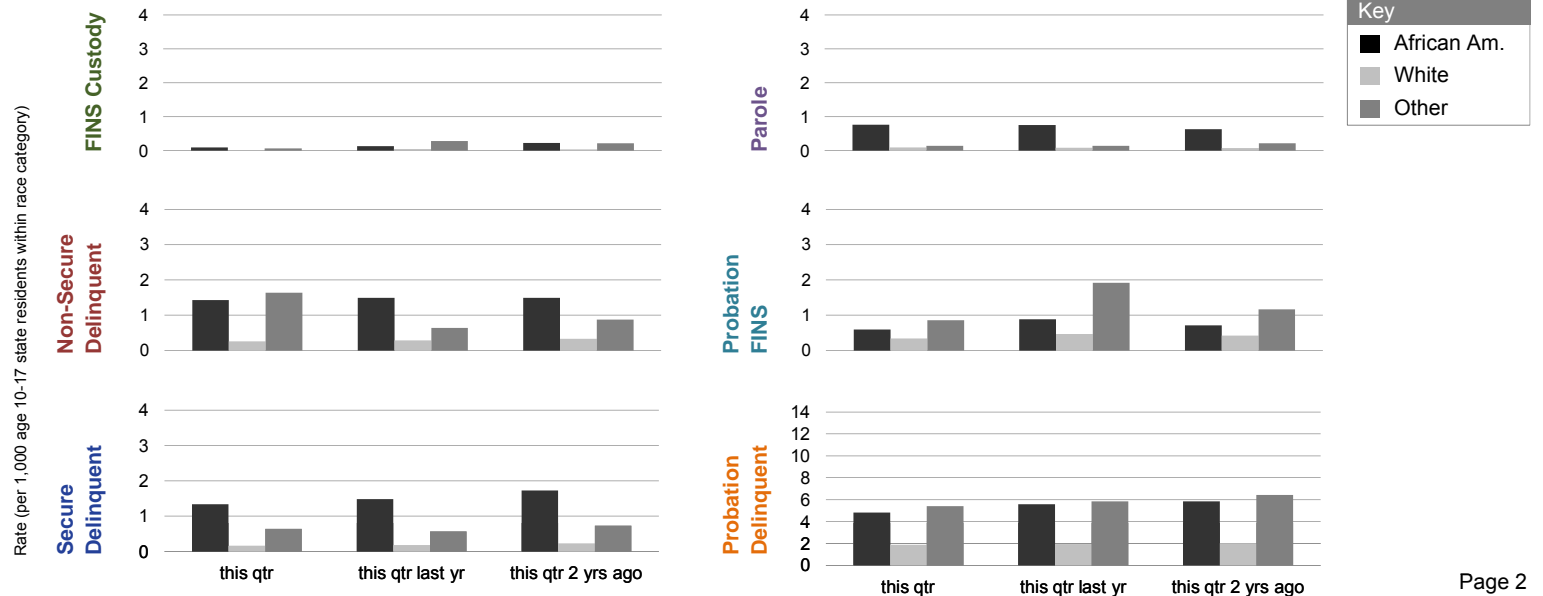 Rate (per 1,000 age 10-17 state residents within race category)
FINS Custody
4
3
2
1
0
Non-Secure
Delinquent
4
3
2
1
0
Secure
Delinquent
4
3
2
1
0
this qtr
this qtr last yr
this qtr 2 yrs ago
Parole
4
3
2
1
0
Probation
FINS
4
3
2
1
0
Probation
Delinquent
14
12
10
8
6
4
2
0
this qtr
this qtr last yr
this qtr 2 yrs ago
Key
African Am.
White
Other
Page 2